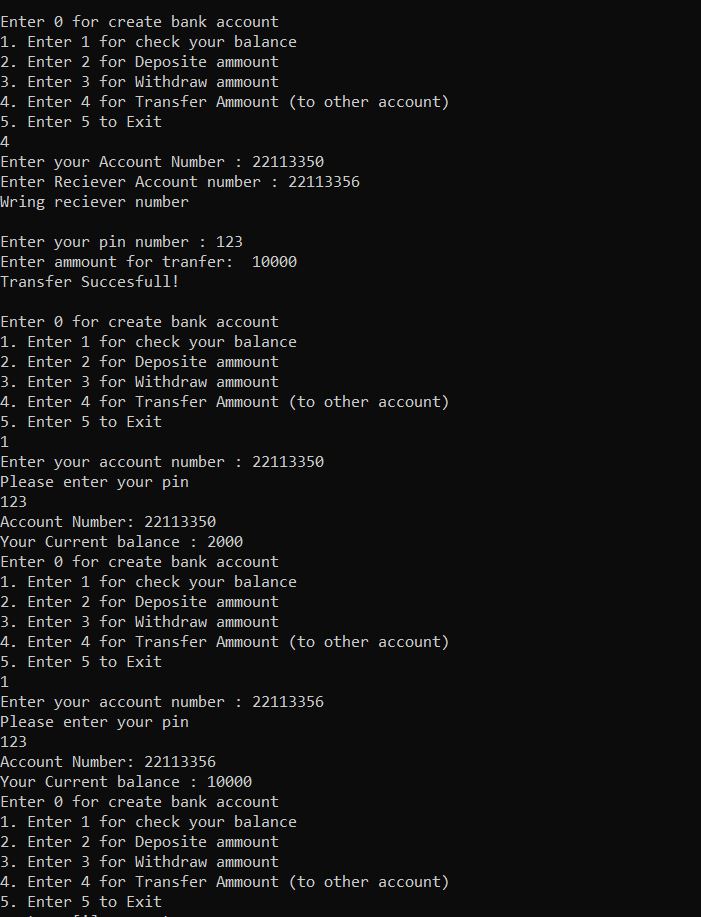 Enter 0 for create bank account
1. Enter 1 for check your balance
2. Enter 2 for Deposite ammount
3. Enter 3 for Withdraw ammount
4. Enter 4 for Transfer Ammount (to other account)
5. Enter 5 to Exit
4
Enter your Account Number : 22113350
Enter Reciever Account number : 22113356
Wring reciever number
Enter your pin number : 123
Enter ammount for tranfer:  10000
Transfer Succesfull!
Enter 0 for create bank account
1. Enter 1 for check your balance
2. Enter 2 for Deposite ammount
3. Enter 3 for Withdraw ammount
4. Enter 4 for Transfer Ammount (to other account)
5. Enter 5 to Exit
1
Enter your account number : 22113350
Please enter your pin
123
Account Number: 22113350
Your Current balance : 2000
Enter 0 for create bank account
1. Enter 1 for check your balance
2. Enter 2 for Deposite ammount
3. Enter 3 for Withdraw ammount
4. Enter 4 for Transfer Ammount (to other account)
5. Enter 5 to Exit
1
Enter your account number : 22113356
Please enter your pin
123
Account Number: 22113356
Your Current balance : 10000
Enter 0 for create bank account
1. Enter 1 for check your balance
2. Enter 2 for Deposite ammount
3. Enter 3 for Withdraw ammount
4. Enter 4 for Transfer Ammount (to other account)
5. Enter 5 to Exit